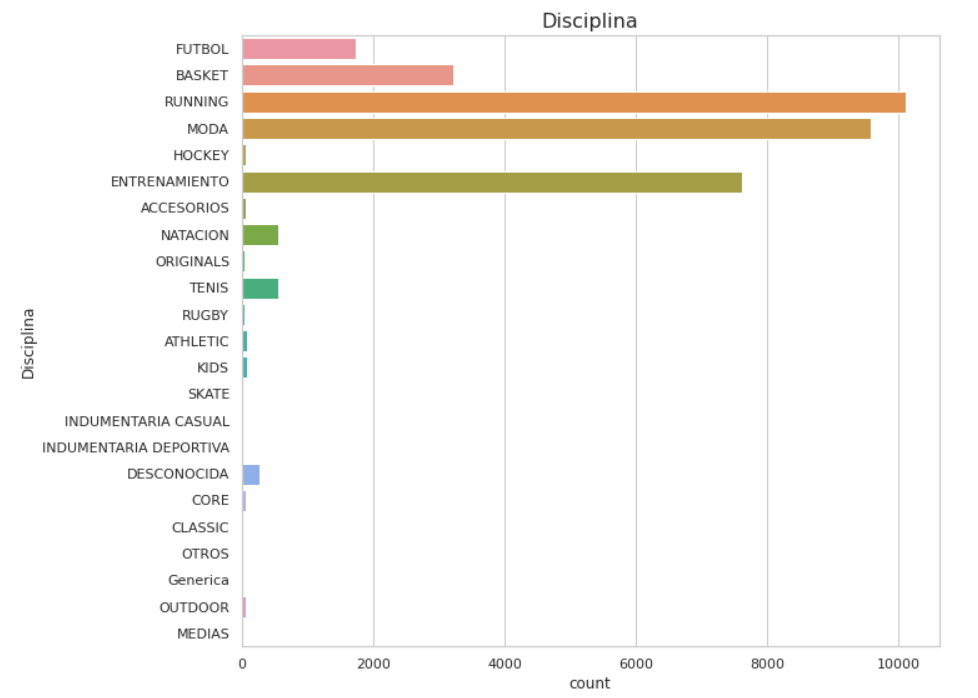 Disciplina
FUTBOL
BASKET
RUNNING
MODA
HOCKEY
ENTRENAMIENTO
ACCESORIOS
NATACION
ORIGINALS
TENIS
RUGBY
ATHLETIC
KIDS
SKATE
INDUMENTARIA CASUAL
INDUMENTARIA DEPORTIVA
DESCONOCIDA
CORE
CLASSIC
OTROS
Generica
OUTDOOR
MEDIAS
Disciplina
0 2000 4000 6000 8000 10000
count